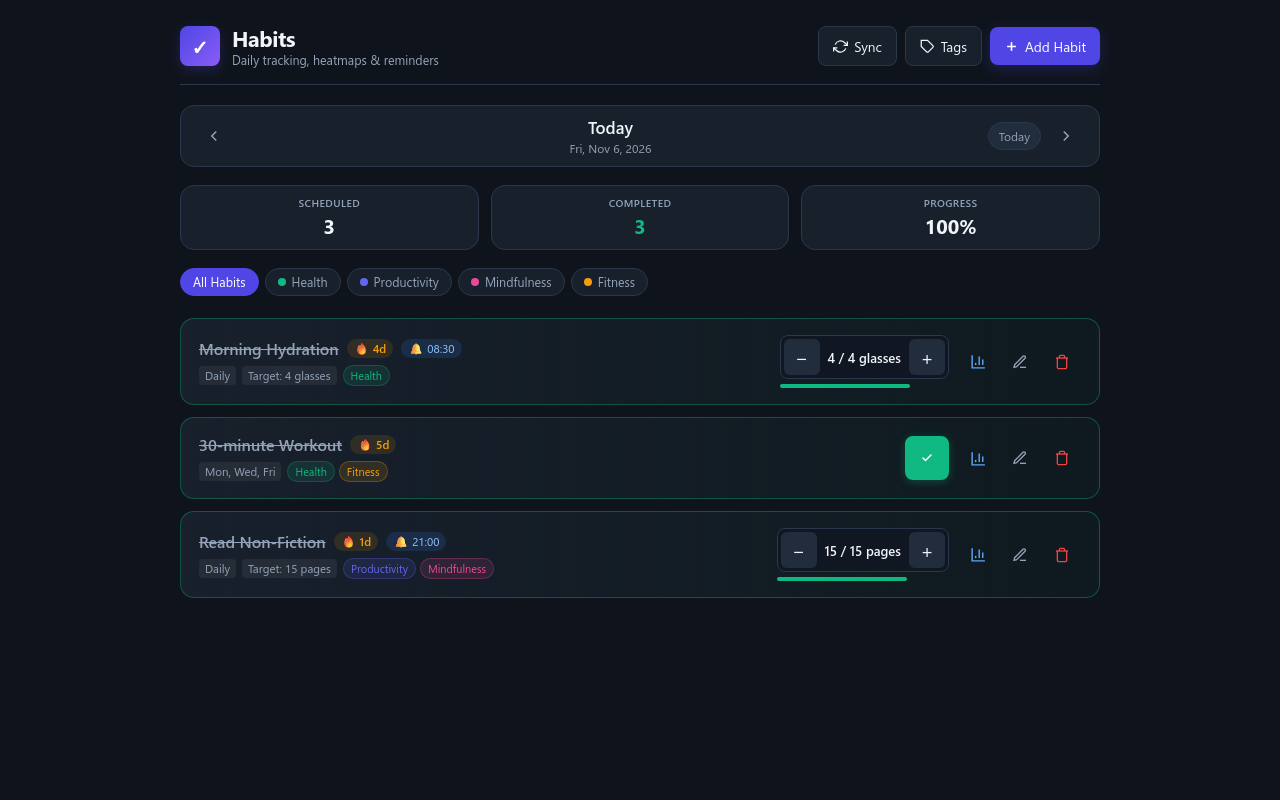 ✓ Habits
Daily tracking, heatmaps & reminders
Sync
Tags
+ Add Habit
Today
Fri, Nov 6, 2026
Today
SCHEDULED
3
COMPLETED
3
PROGRESS
100%
All Habits
Health
Productivity
Mindfulness
Fitness
Morning Hydration 🔥 4d 🔔 08:30
Daily Target: 4 glasses Health
− 4 / 4 glasses +
30-minute Workout 🔥 5d
Mon, Wed, Fri Health Fitness
✓
Read Non-Fiction 🔥 1d 🔔 21:00
Daily Target: 15 pages Productivity Mindfulness
− 15 / 15 pages +